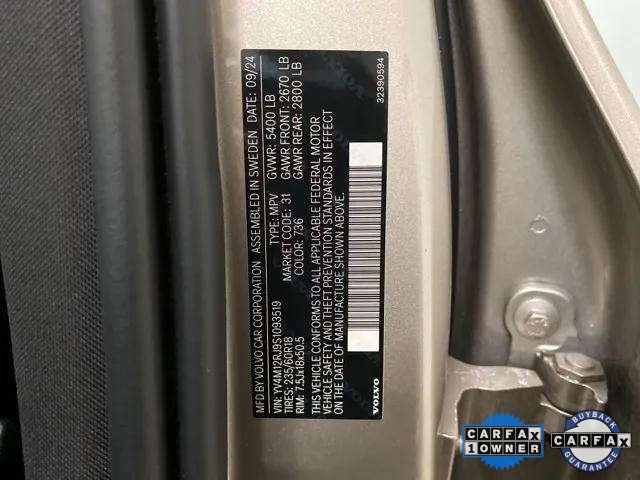 MFD BY VOLVO CAR CORPORATION ASSEMBLED IN SWEDEN DATE: 09/24
VIN: YV4M12RJ9S1093519 TYPE: MPV GVWR: 5400 LB
TIRES: 235/60R18 MARKET CODE: 31 GAWR FRONT: 2670 LB
RIM: 7.5Jx18x50.5 COLOR: 736 GAWR REAR: 2800 LB
THIS VEHICLE CONFORMS TO ALL APPLICABLE FEDERAL MOTOR
VEHICLE SAFETY AND THEFT PREVENTION STANDARDS IN EFFECT
ON THE DATE OF MANUFACTURE SHOWN ABOVE.
VOLVO
32390594
CARFAX
1 OWNER
BUYBACK
CARFAX
GUARANTEE